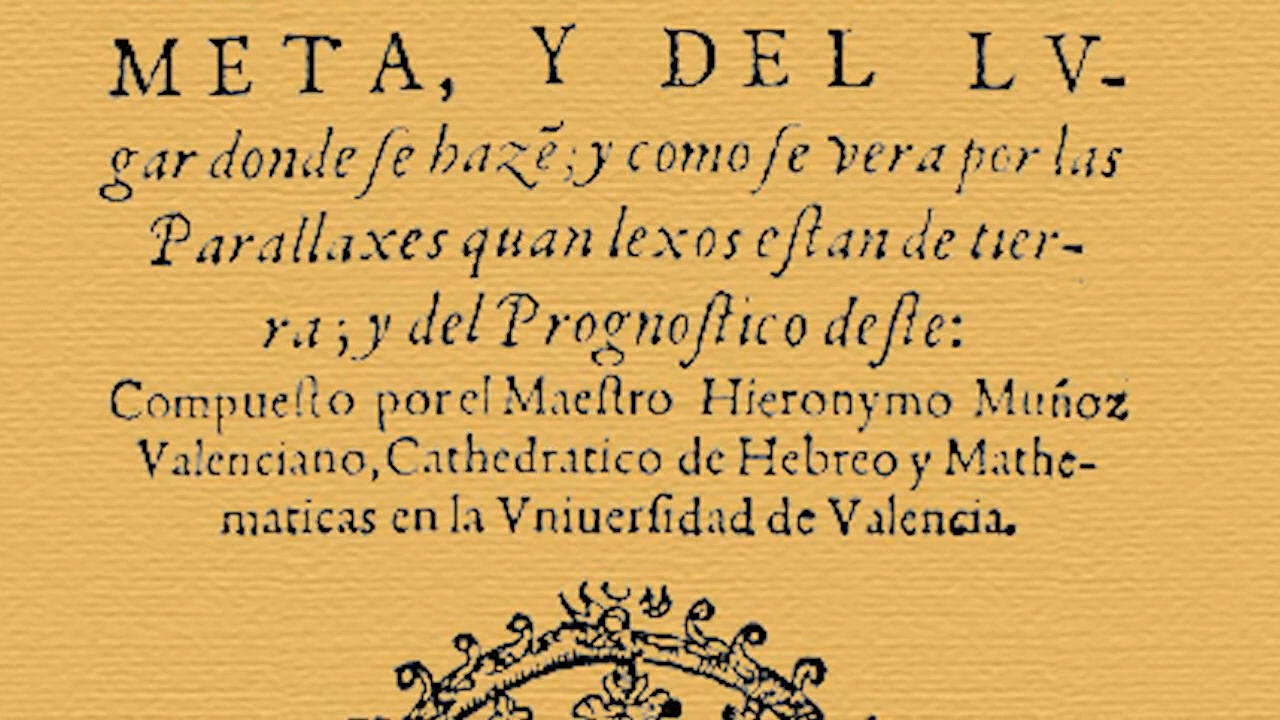 META, Y DEL LV-
gar donde ſe hazẽ; y como ſe vera por las
Parallaxes quan lexos eſtan de tier-
ra; y del Prognoſtico deſte:
Compueſto por el Maeſtro Hieronymo Muñoz
Valenciano, Cathedratico de Hebreo y Mathe-
maticas en la Vniuerſidad de Valencia.